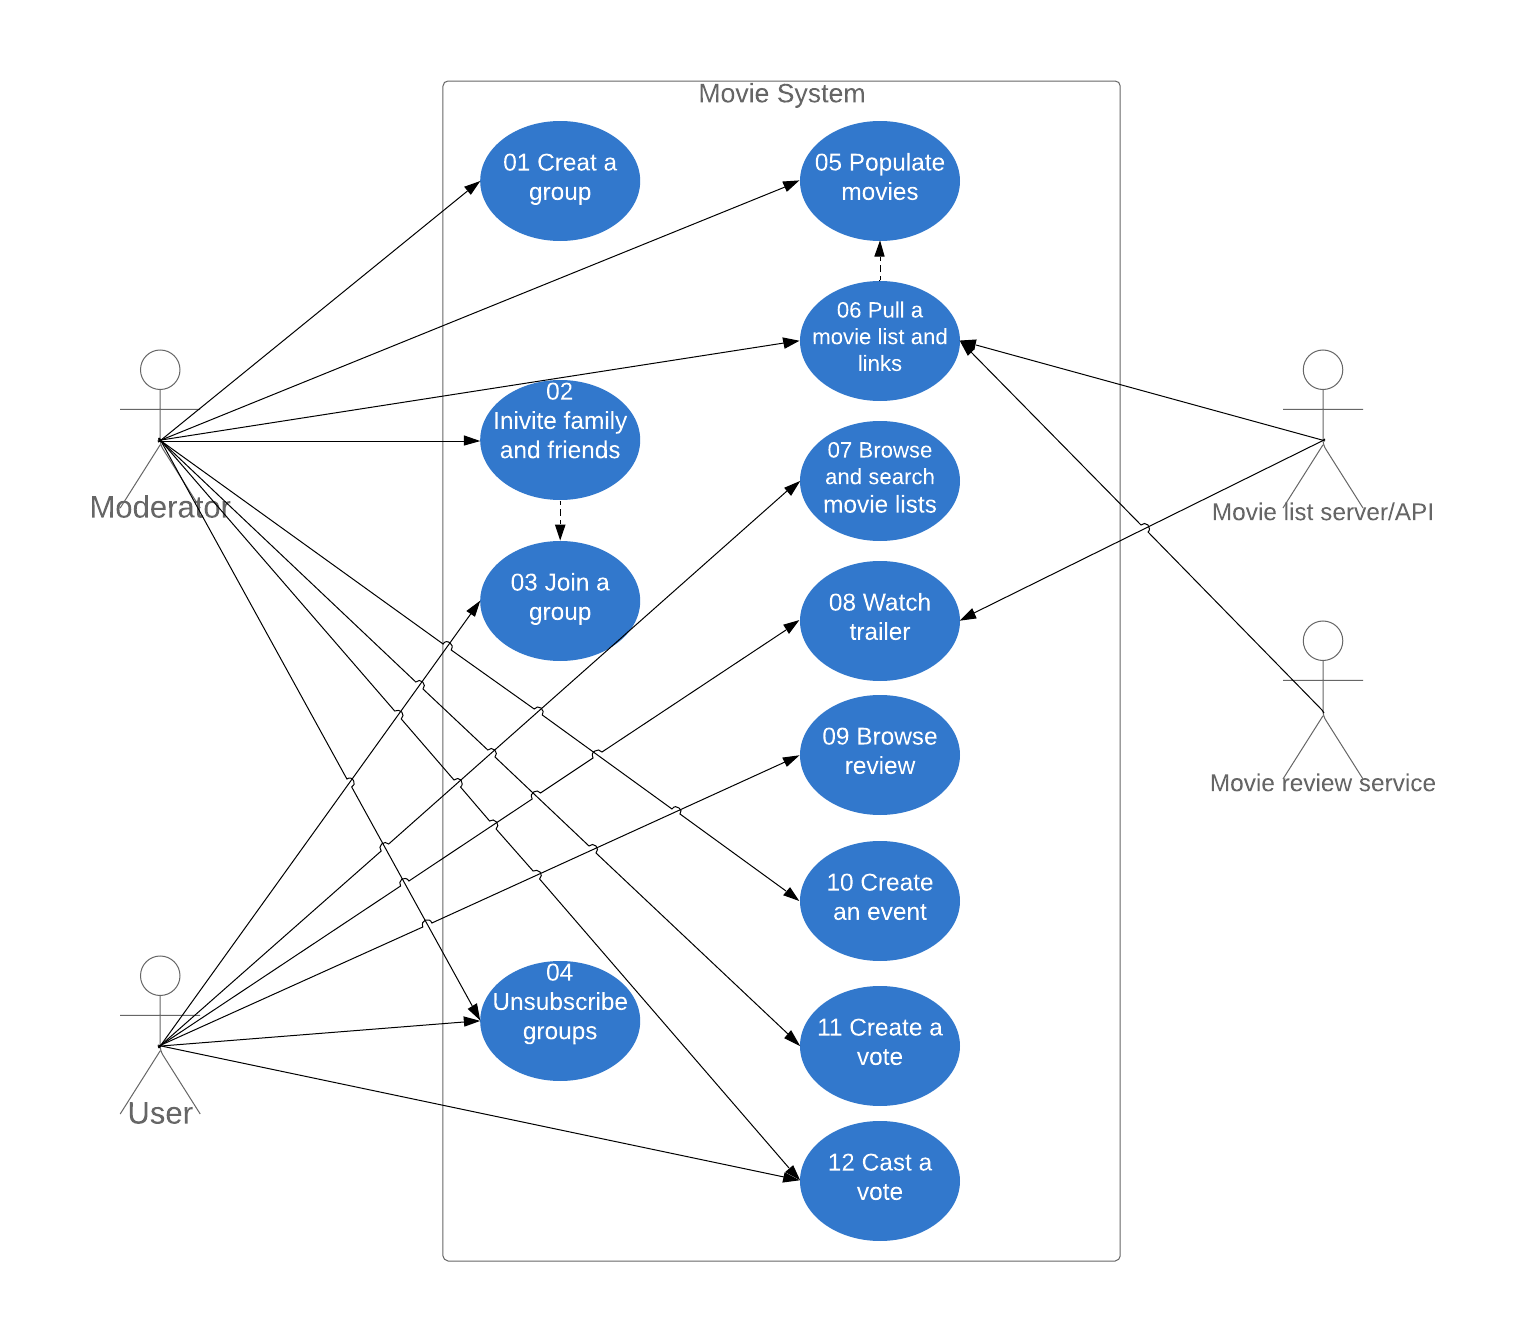 Movie System
01 Creat a
group
05 Populate
movies
06 Pull a
movie list and
links
02
Inivite family
and friends
07 Browse
and search
movie lists
Moderator
Movie list server/API
03 Join a
group
08 Watch
trailer
09 Browse
review
Movie review service
10 Create
an event
04
Unsubscribe
groups
11 Create a
vote
User
12 Cast a
vote